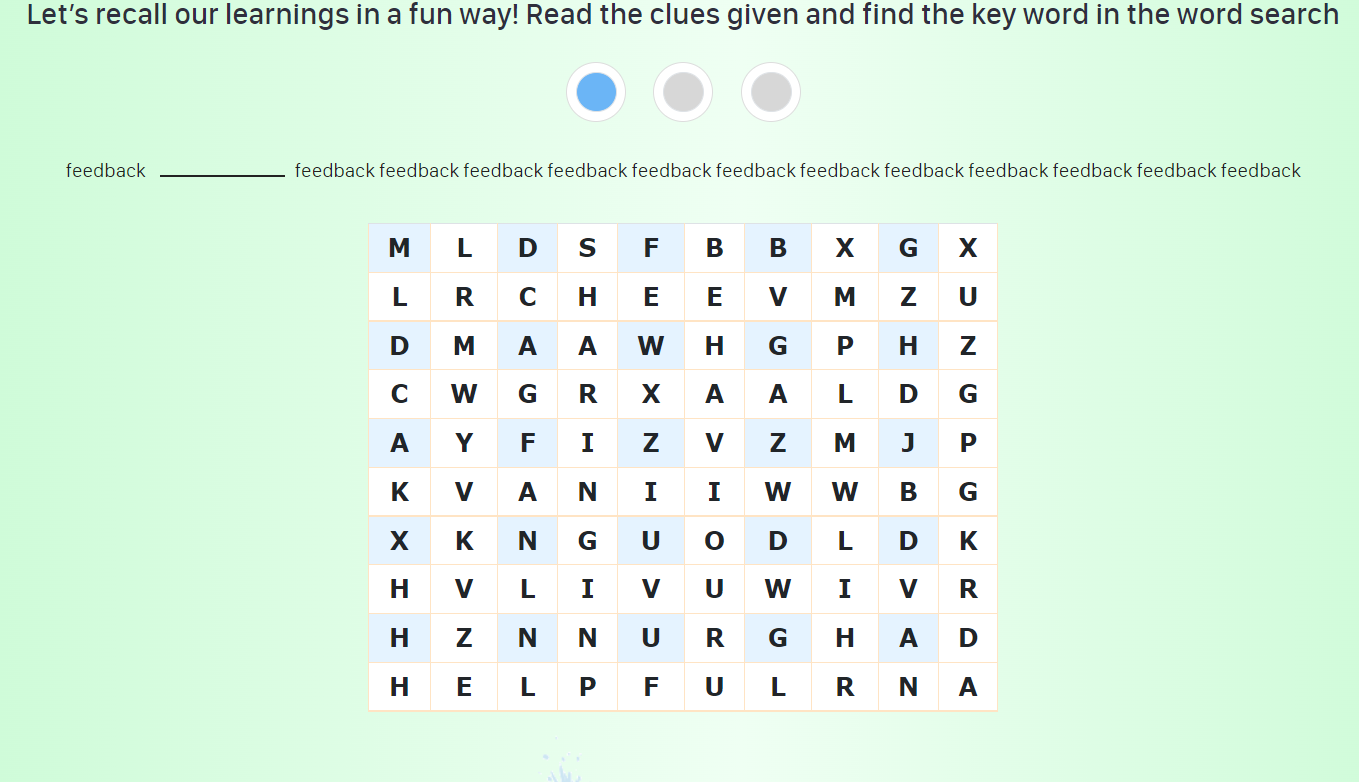 Let’s recall our learnings in a fun way! Read the clues given and find the key word in the word search
feedback ________ feedback feedback feedback feedback feedback feedback feedback feedback feedback feedback feedback feedback
M L D S F B B X G X
L R C H E E V M Z U
D M A A W H G P H Z
C W G R X A A L D G
A Y F I Z V Z M J P
K V A N I I W W B G
X K N G U O D L D K
H V L I V U W I V R
H Z N N U R G H A D
H E L P F U L R N A